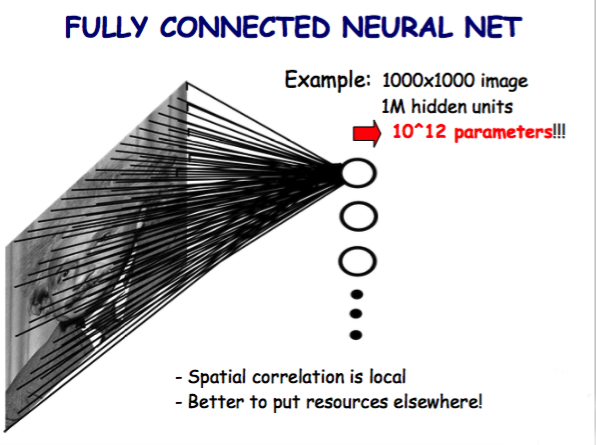 FULLY CONNECTED NEURAL NET
Example: 1000x1000 image
1M hidden units
10^12 parameters!!!
- Spatial correlation is local
- Better to put resources elsewhere!